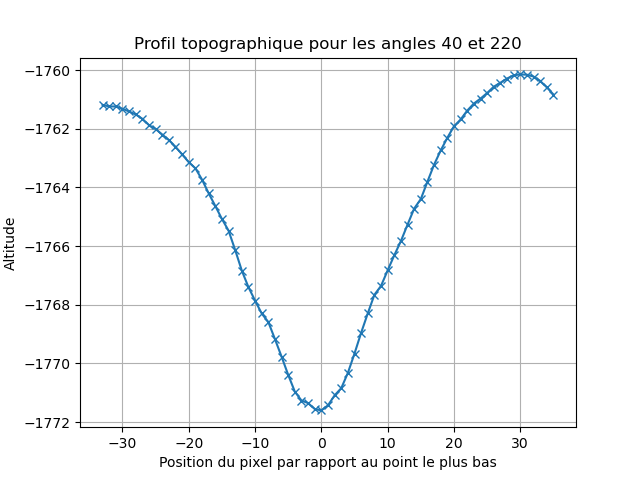 Profil topographique pour les angles 40 et 220
−1760
−1762
−1764
−1766
−1768
−1770
−1772
Altitude
−30 −20 −10 0 10 20 30
Position du pixel par rapport au point le plus bas